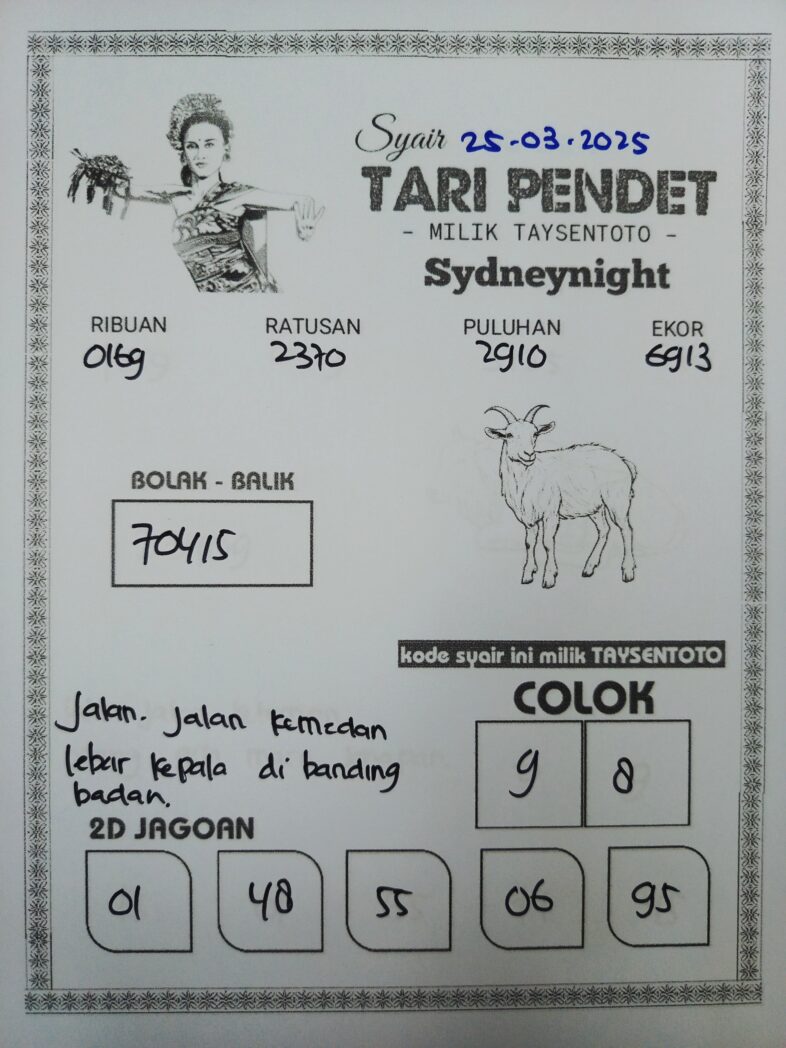 Syair 25-03-2025
TARI PENDET
- MILIK TAYSENTOTO -
Sydneynight
RIBUAN RATUSAN PULUHAN EKOR
0169 2370 2910 6913
BOLAK - BALIK
70415
kode syair ini milik TAYSENTOTO
COLOK
9 8
Jalan. Jalan kemedan
lebar kepala di banding
badan.
2D JAGOAN
01 48 55 06 95